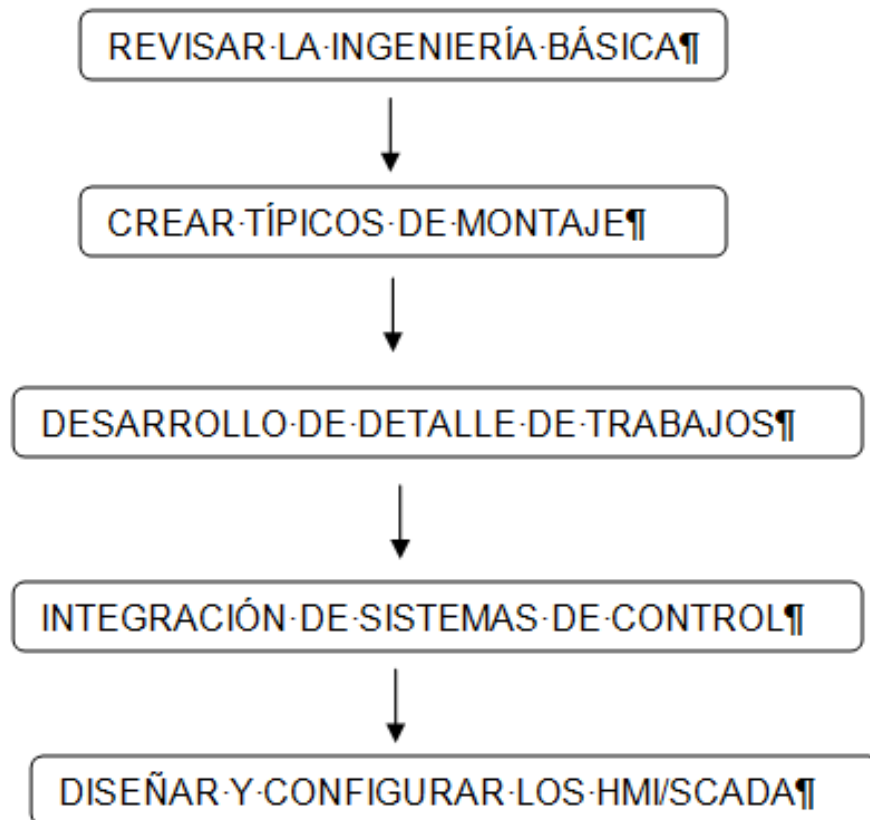 REVISAR·LA·INGENIERÍA·BÁSICA¶
CREAR·TÍPICOS·DE·MONTAJE¶
DESARROLLO·DE·DETALLE·DE·TRABAJOS¶
INTEGRACIÓN·DE·SISTEMAS·DE·CONTROL¶
DISEÑAR·Y·CONFIGURAR·LOS·HMI/SCADA¶